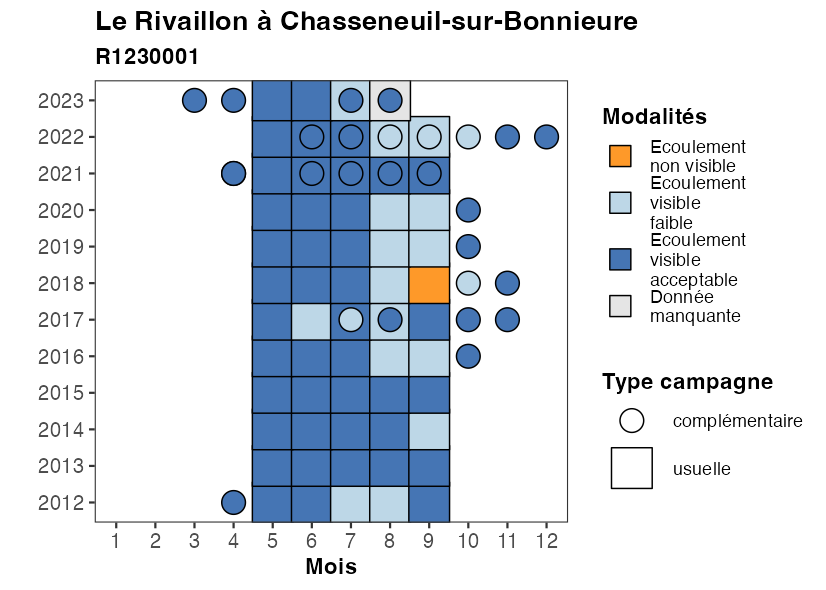 Le Rivaillon à Chasseneuil-sur-Bonnieure
R1230001
2023
2022
2021
2020
2019
2018
2017
2016
2015
2014
2013
2012
1 2 3 4 5 6 7 8 9 10 11 12
Mois
Modalités
Ecoulement
non visible
Ecoulement
visible
faible
Ecoulement
visible
acceptable
Donnée
manquante
Type campagne
complémentaire
usuelle